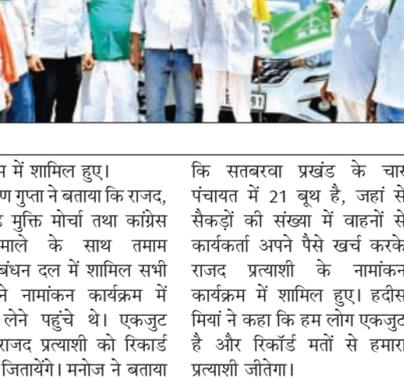 में शामिल हुए।
गुप्ता ने बताया कि राजद,
मुक्ति मोर्चा तथा कांग्रेस
माले के साथ तमाम
बंधन दल में शामिल सभी
नामांकन कार्यक्रम में
लेने पहुंचे थे। एकजुट
राजद प्रत्याशी को रिकार्ड
जितायेंगे। मनोज ने बताया
कि सतबरवा प्रखंड के चार
पंचायत में 21 बूथ है, जहां से
सैकड़ों की संख्या में वाहनों से
कार्यकर्ता अपने पैसे खर्च करके
राजद प्रत्याशी के नामांकन
कार्यक्रम में शामिल हुए। हदीस
मियां ने कहा कि हम लोग एकजुट
है और रिकॉर्ड मतों से हमारा
प्रत्याशी जीतेगा।